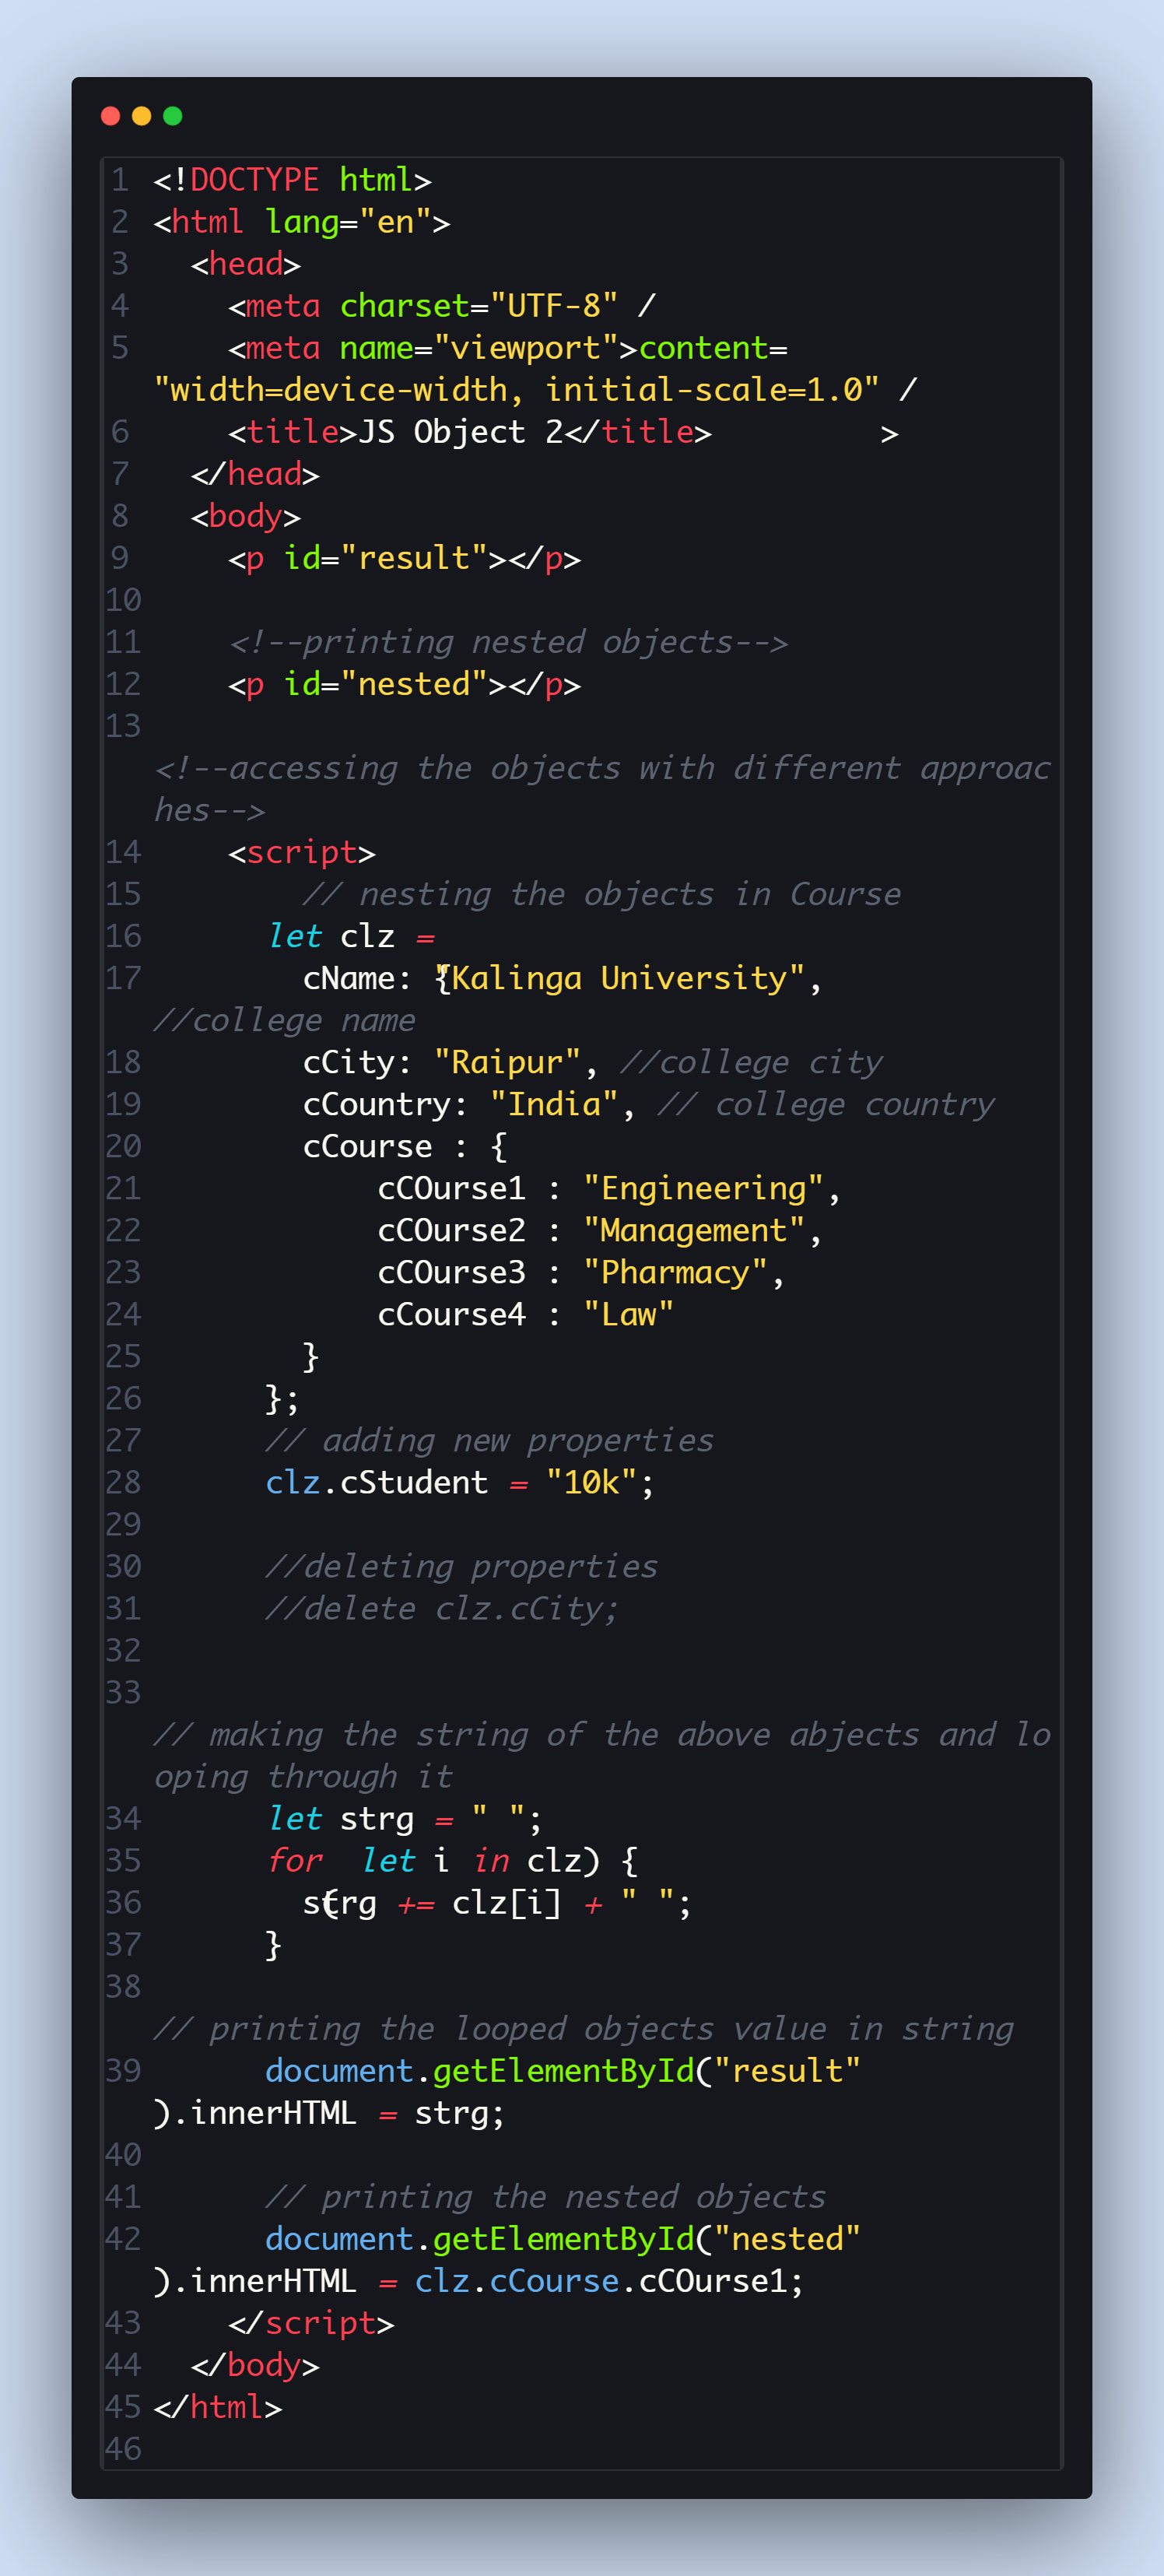 1 <!DOCTYPE html>
2 <html lang="en">
3   <head>
4     <meta charset="UTF-8" /
5     <meta name="viewport">content=
"width=device-width, initial-scale=1.0" /
6     <title>JS Object 2</title>         >
7   </head>
8   <body>
9     <p id="result"></p>
10
11     <!--printing nested objects-->
12     <p id="nested"></p>
13
<!--accessing the objects with different approac
hes-->
14     <script>
15         // nesting the objects in Course
16       let clz =
17         cName: {"Kalinga University",
//college name
18         cCity: "Raipur", //college city
19         cCountry: "India", // college country
20         cCourse : {
21             cCOurse1 : "Engineering",
22             cCOurse2 : "Management",
23             cCOurse3 : "Pharmacy",
24             cCourse4 : "Law"
25         }
26       };
27       // adding new properties
28       clz.cStudent = "10k";
29
30       //deleting properties
31       //delete clz.cCity;
32
33
// making the string of the above abjects and lo
oping through it
34       let strg = " ";
35       for  let i in clz) {
36         st(rg += clz[i] + " ";
37       }
38
// printing the looped objects value in string
39       document.getElementById("result"
).innerHTML = strg;
40
41       // printing the nested objects
42       document.getElementById("nested"
).innerHTML = clz.cCourse.cCOurse1;
43     </script>
44   </body>
45 </html>
46